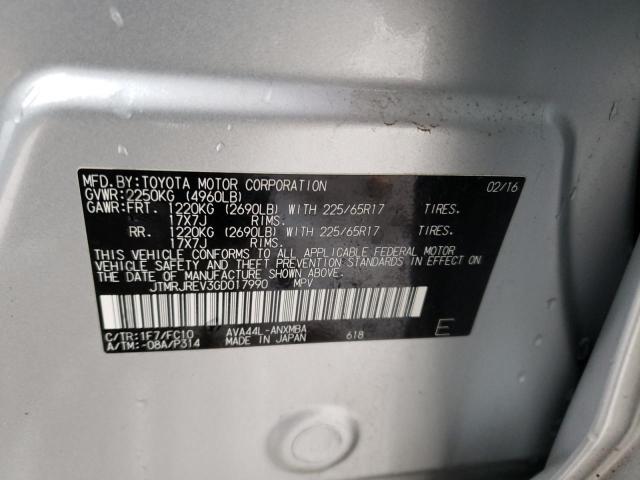 MFD.BY:TOYOTA MOTOR CORPORATION 02/16
GVWR:2250KG (4960LB)
GAWR:FRT. 1220KG (2690LB) WITH 225/65R17 TIRES.
17X7J RIMS.
RR. 1220KG (2690LB) WITH 225/65R17 TIRES.
17X7J RIMS.
THIS VEHICLE CONFORMS TO ALL APPLICABLE FEDERAL MOTOR
VEHICLE SAFETY AND THEFT PREVENTION STANDARDS IN EFFECT ON
THE DATE OF MANUFACTURE SHOWN ABOVE.
JTMRJREV3GD017990 MPV
C/TR:1F7/FC10 AVA44L-ANXMBA
A/TM:-08A/P314 MADE IN JAPAN 618 E